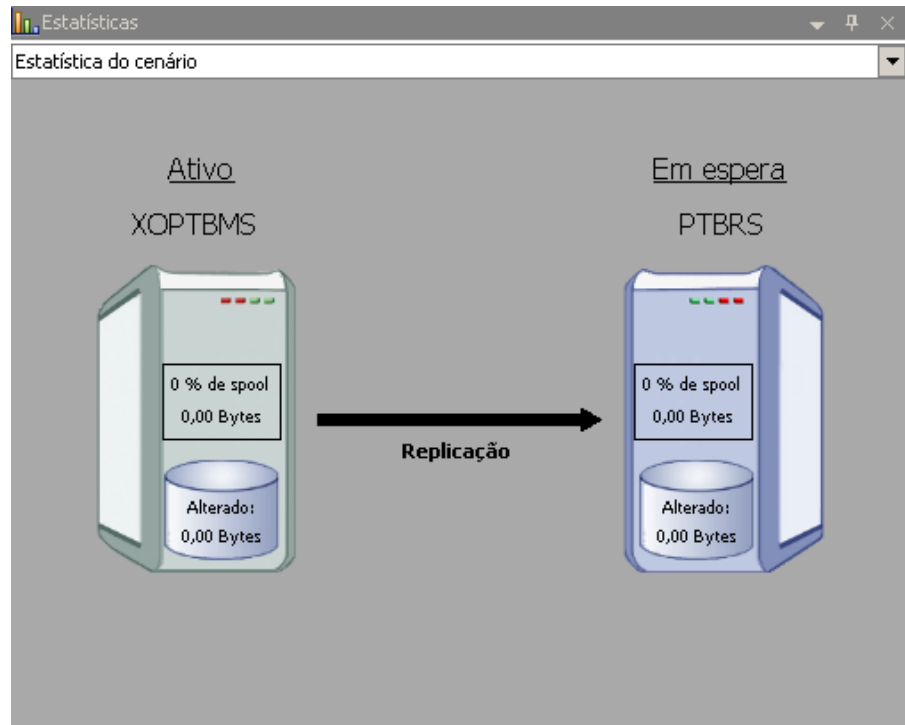 Estatísticas
Estatística do cenário
Ativo
Em espera
XOPTBMS
PTBRS
0 % de spool
0,00 Bytes
0 % de spool
0,00 Bytes
Replicação
Alterado:
0,00 Bytes
Alterado:
0,00 Bytes